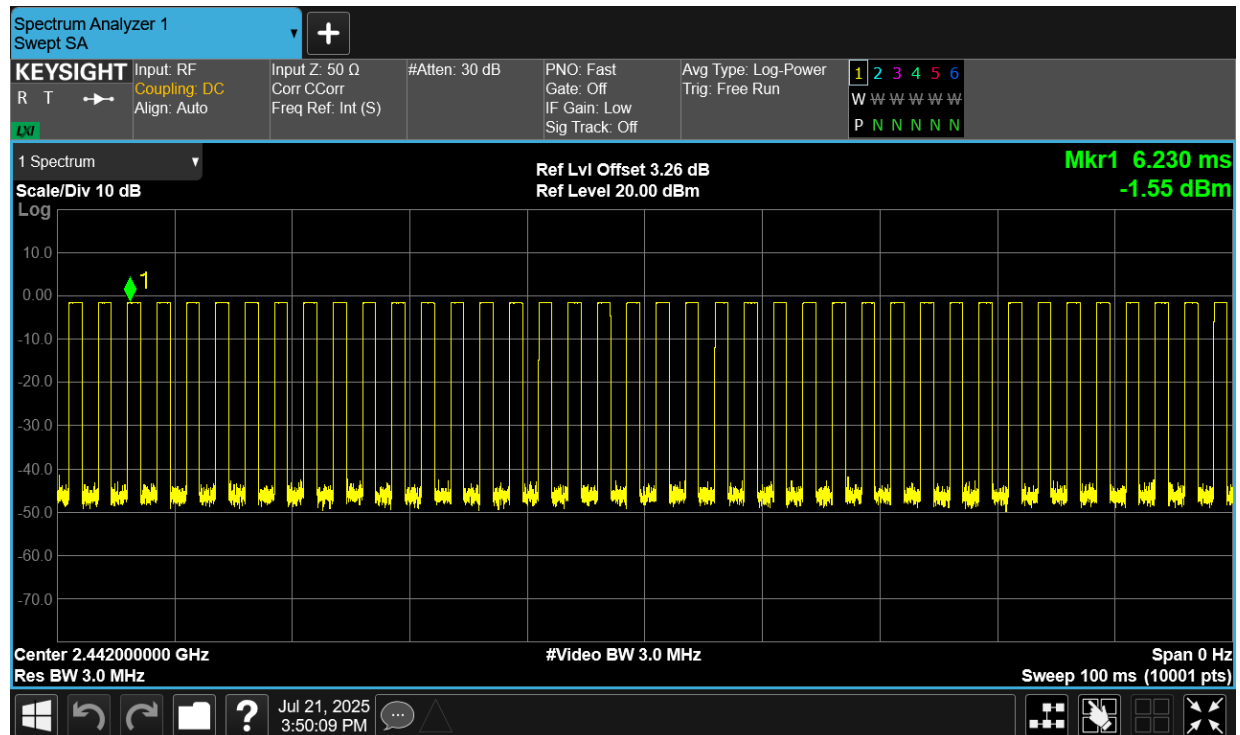 Spectrum Analyzer 1
Swept SA
+
KEYSIGHT Input: RF Input Z: 50 Ω #Atten: 30 dB PNO: Fast Avg Type: Log-Power 1 2 3 4 5 6
R T Coupling: DC Corr CCorr Gate: Off Trig: Free Run
Align: Auto Freq Ref: Int (S) IF Gain: Low W W W W W W
LXI Sig Track: Off P N N N N N
1 Spectrum
Ref Lvl Offset 3.26 dB Mkr1 6.230 ms
Scale/Div 10 dB Ref Level 20.00 dBm -1.55 dBm
Log
10.0
1
0.00
-10.0
-20.0
-30.0
-40.0
-50.0
-60.0
-70.0
Center 2.442000000 GHz #Video BW 3.0 MHz Span 0 Hz
Res BW 3.0 MHz Sweep 100 ms (10001 pts)
? Jul 21, 2025
3:50:09 PM